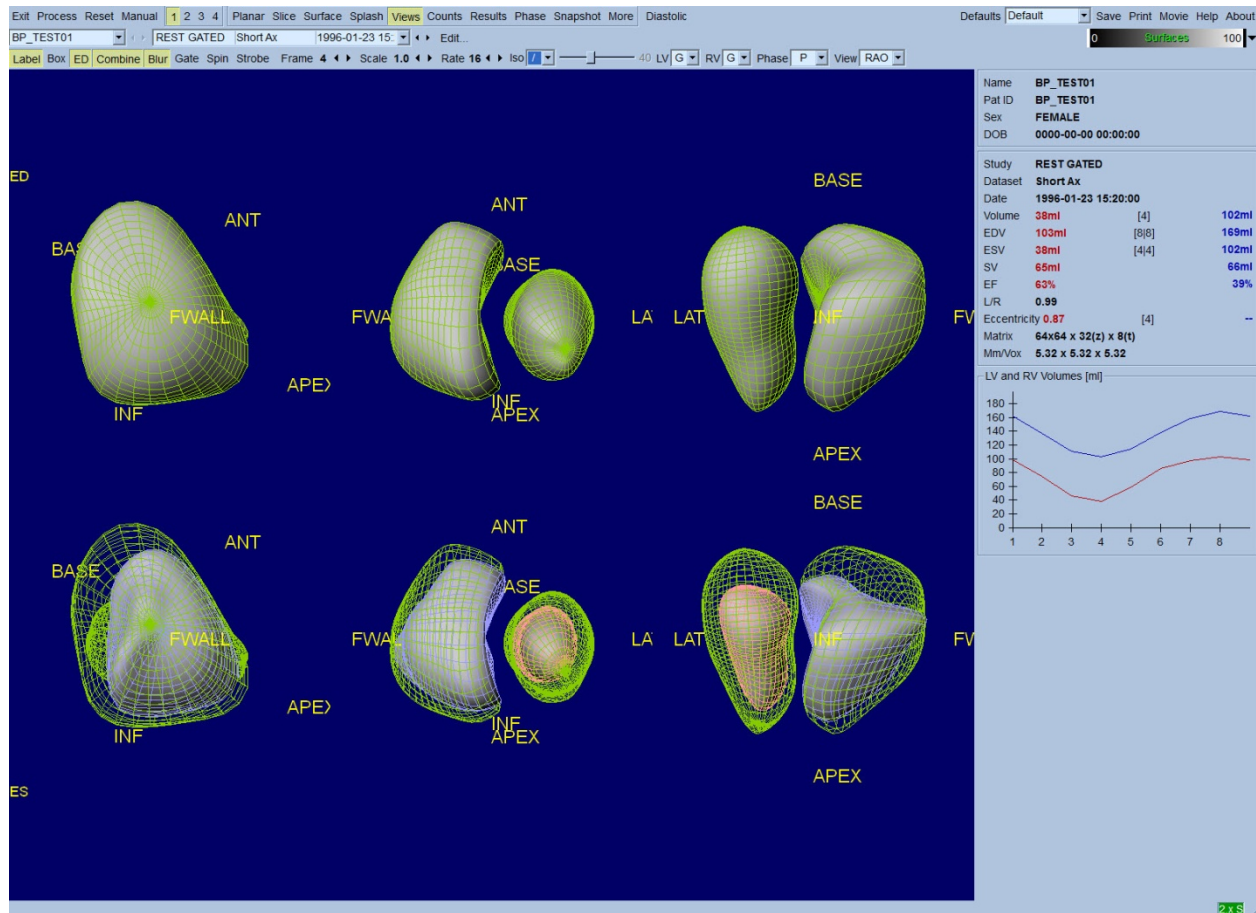 Exit Process Reset Manual 1 2 3 4 Planar Slice Surface Splash Views Counts Results Phase Snapshot More Diastolic Defaults Default Save Print Movie Help About
BP_TEST01 REST GATED Short Ax 1996-01-23 15: Edit... 0 Surfaces 100
Label Box ED Combine Blur Gate Spin Strobe Frame 4 Scale 1.0 Rate 16 Iso / 40 LV G RV G Phase P View RAO
ED
ANT
BAS
FWALL
APEX
INF
ANT
BASE
FWA
LA
INF
APEX
BASE
LAT
INF
FW
APEX
ANT
BASE
FWALL
APEX
INF
ANT
BASE
FWAL
LA
INF
APEX
BASE
LAT
INF
FW
APEX
ES
Name BP_TEST01
Pat ID BP_TEST01
Sex FEMALE
DOB 0000-00-00 00:00:00
Study REST GATED
Dataset Short Ax
Date 1996-01-23 15:20:00
Volume 38ml [4] 102ml
EDV 103ml [8|8] 169ml
ESV 38ml [4|4] 102ml
SV 65ml 66ml
EF 63% 39%
L/R 0.99
Eccentricity 0.87 [4] --
Matrix 64x64 x 32(z) x 8(t)
Mm/Vox 5.32 x 5.32 x 5.32
LV and RV Volumes [ml]
180
160
140
120
100
80
60
40
20
0
1 2 3 4 5 6 7 8
2 x S